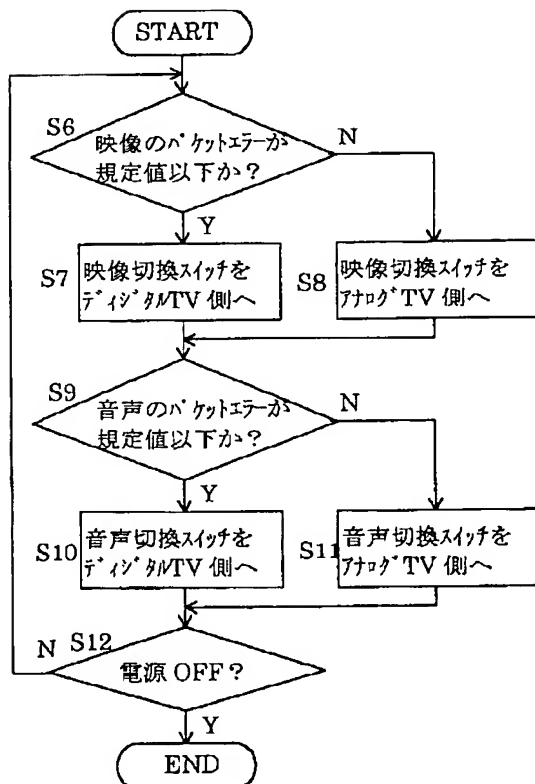 START
S6
映像のパケットエラーが
規定値以下か？
N
Y
S7
映像切換スイッチを
ディジタルTV側へ
S8
映像切換スイッチを
アナログTV側へ
S9
音声のパケットエラーが
規定値以下か？
N
Y
S10
音声切換スイッチを
ディジタルTV側へ
S11
音声切換スイッチを
アナログTV側へ
N
S12
電源 OFF？
Y
END